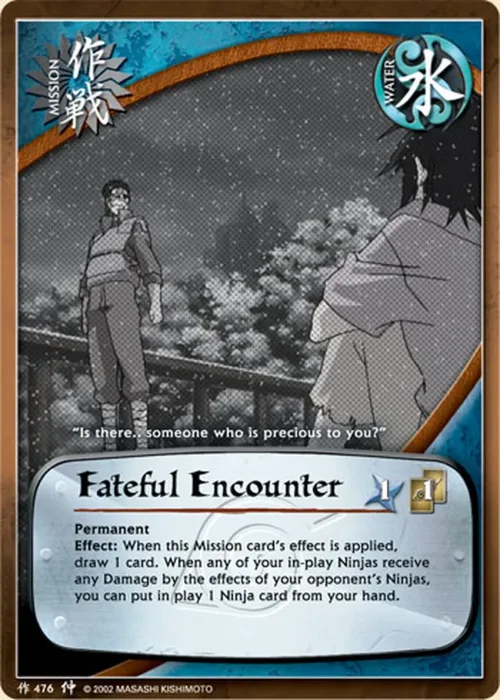 作戦
MISSION
WATER
水
"Is there.. someone who is precious to you?"
Fateful Encounter 1 1
Permanent
Effect: When this Mission card's effect is applied,
draw 1 card. When any of your in-play Ninjas receive
any Damage by the effects of your opponent's Ninjas,
you can put in play 1 Ninja card from your hand.
作 476 仲 © 2002 MASASHI KISHIMOTO